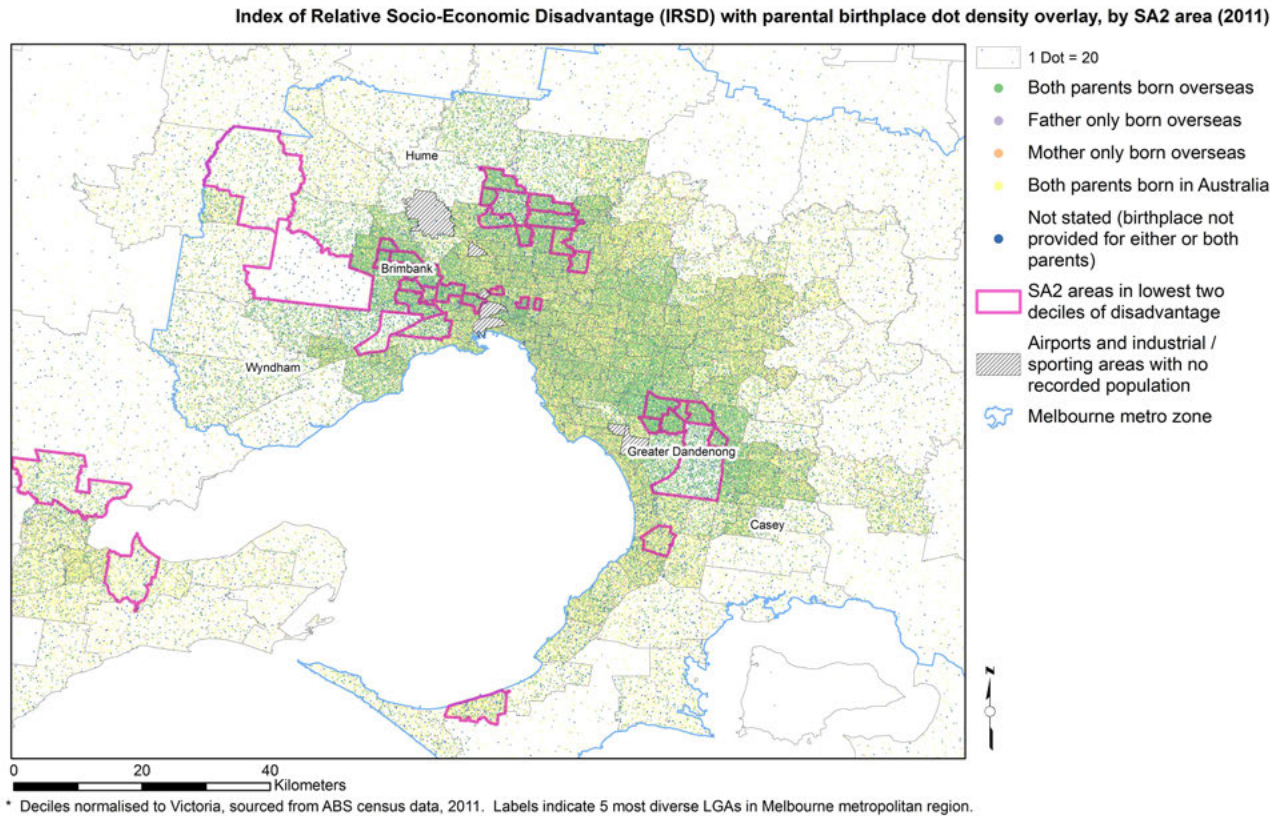 Index of Relative Socio-Economic Disadvantage (IRSD) with parental birthplace dot density overlay, by SA2 area (2011)
1 Dot = 20
Both parents born overseas
Father only born overseas
Mother only born overseas
Both parents born in Australia
Not stated (birthplace not
provided for either or both
parents)
SA2 areas in lowest two
deciles of disadvantage
Airports and industrial /
sporting areas with no
recorded population
Melbourne metro zone
Hume
Brimbank
Wyndham
Greater Dandenong
Casey
N
0 20 40
Kilometers
* Deciles normalised to Victoria, sourced from ABS census data, 2011. Labels indicate 5 most diverse LGAs in Melbourne metropolitan region.